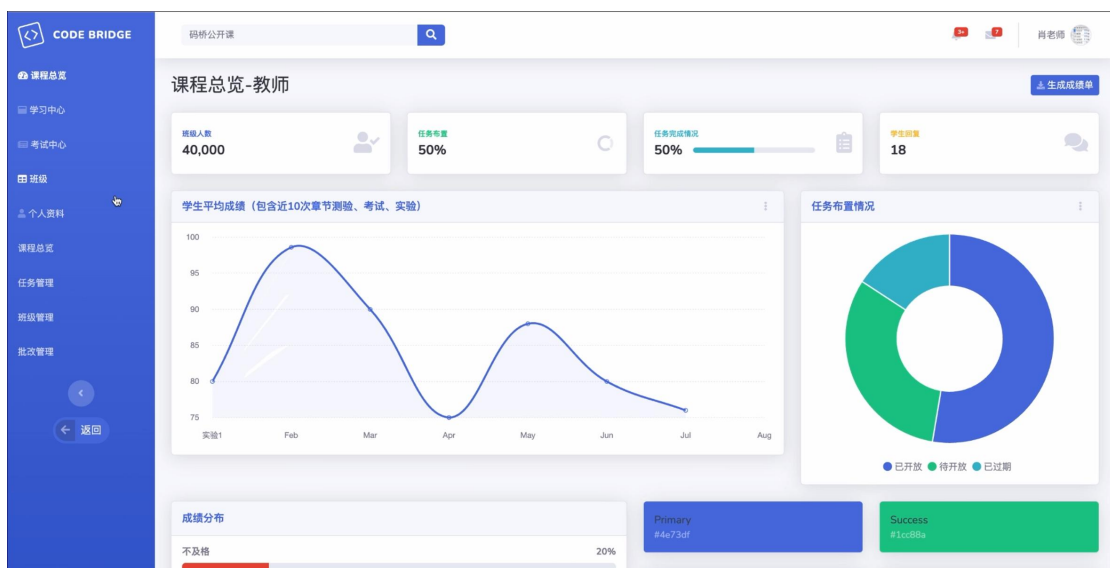 CODE BRIDGE
码桥公开课
3+
7
肖老师
课程总览
学习中心
考试中心
班级
个人资料
课程总览
任务管理
班级管理
批改管理
返回
课程总览-教师
生成成绩单
班级人数
40,000
任务布置
50%
任务完成情况
50%
学生回复
18
学生平均成绩（包含近10次章节测验、考试、实验）
100
95
90
85
80
75
实验1 Feb Mar Apr May Jun Jul Aug
任务布置情况
已开放 待开放 已过期
成绩分布
不及格 20%
Primary
#4e73df
Success
#1cc88a